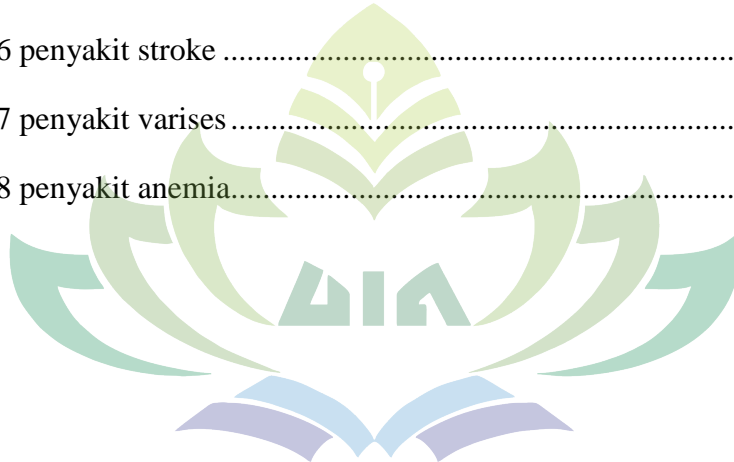 6 penyakit stroke ................................................................
7 penyakit varises ...............................................................
8 penyakit anemia...............................................................
UIN